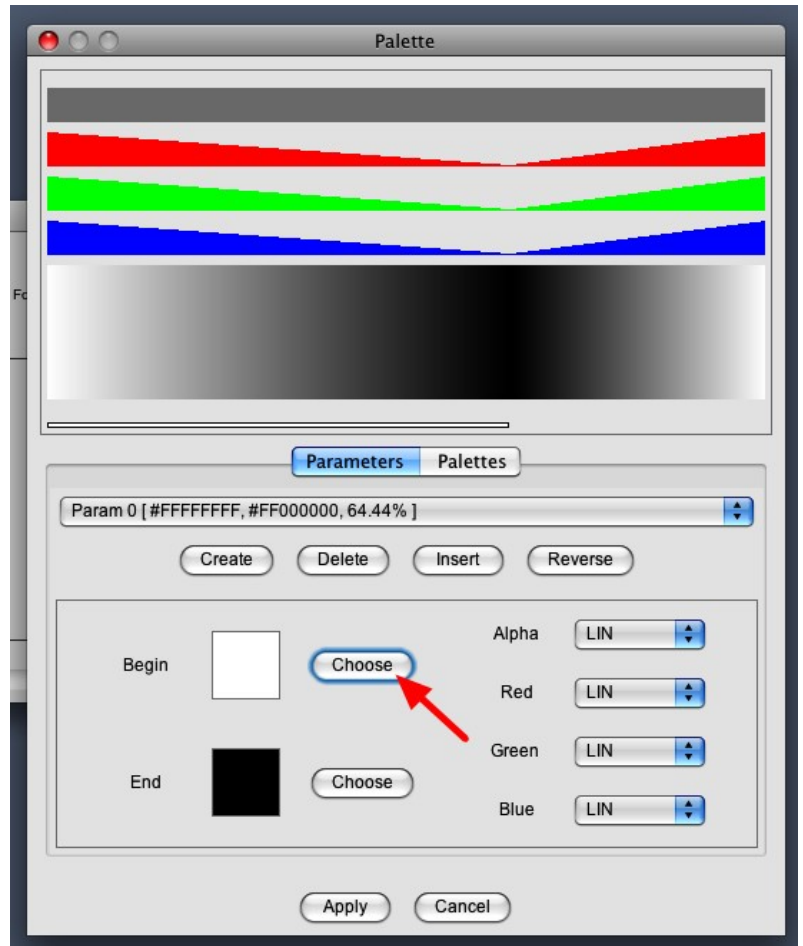 Palette
Fo
Parameters Palettes
Param 0 [ #FFFFFFFF, #FF000000, 64.44% ]
Create Delete Insert Reverse
Alpha LIN
Begin Choose
Red LIN
Green LIN
End Choose
Blue LIN
Apply Cancel